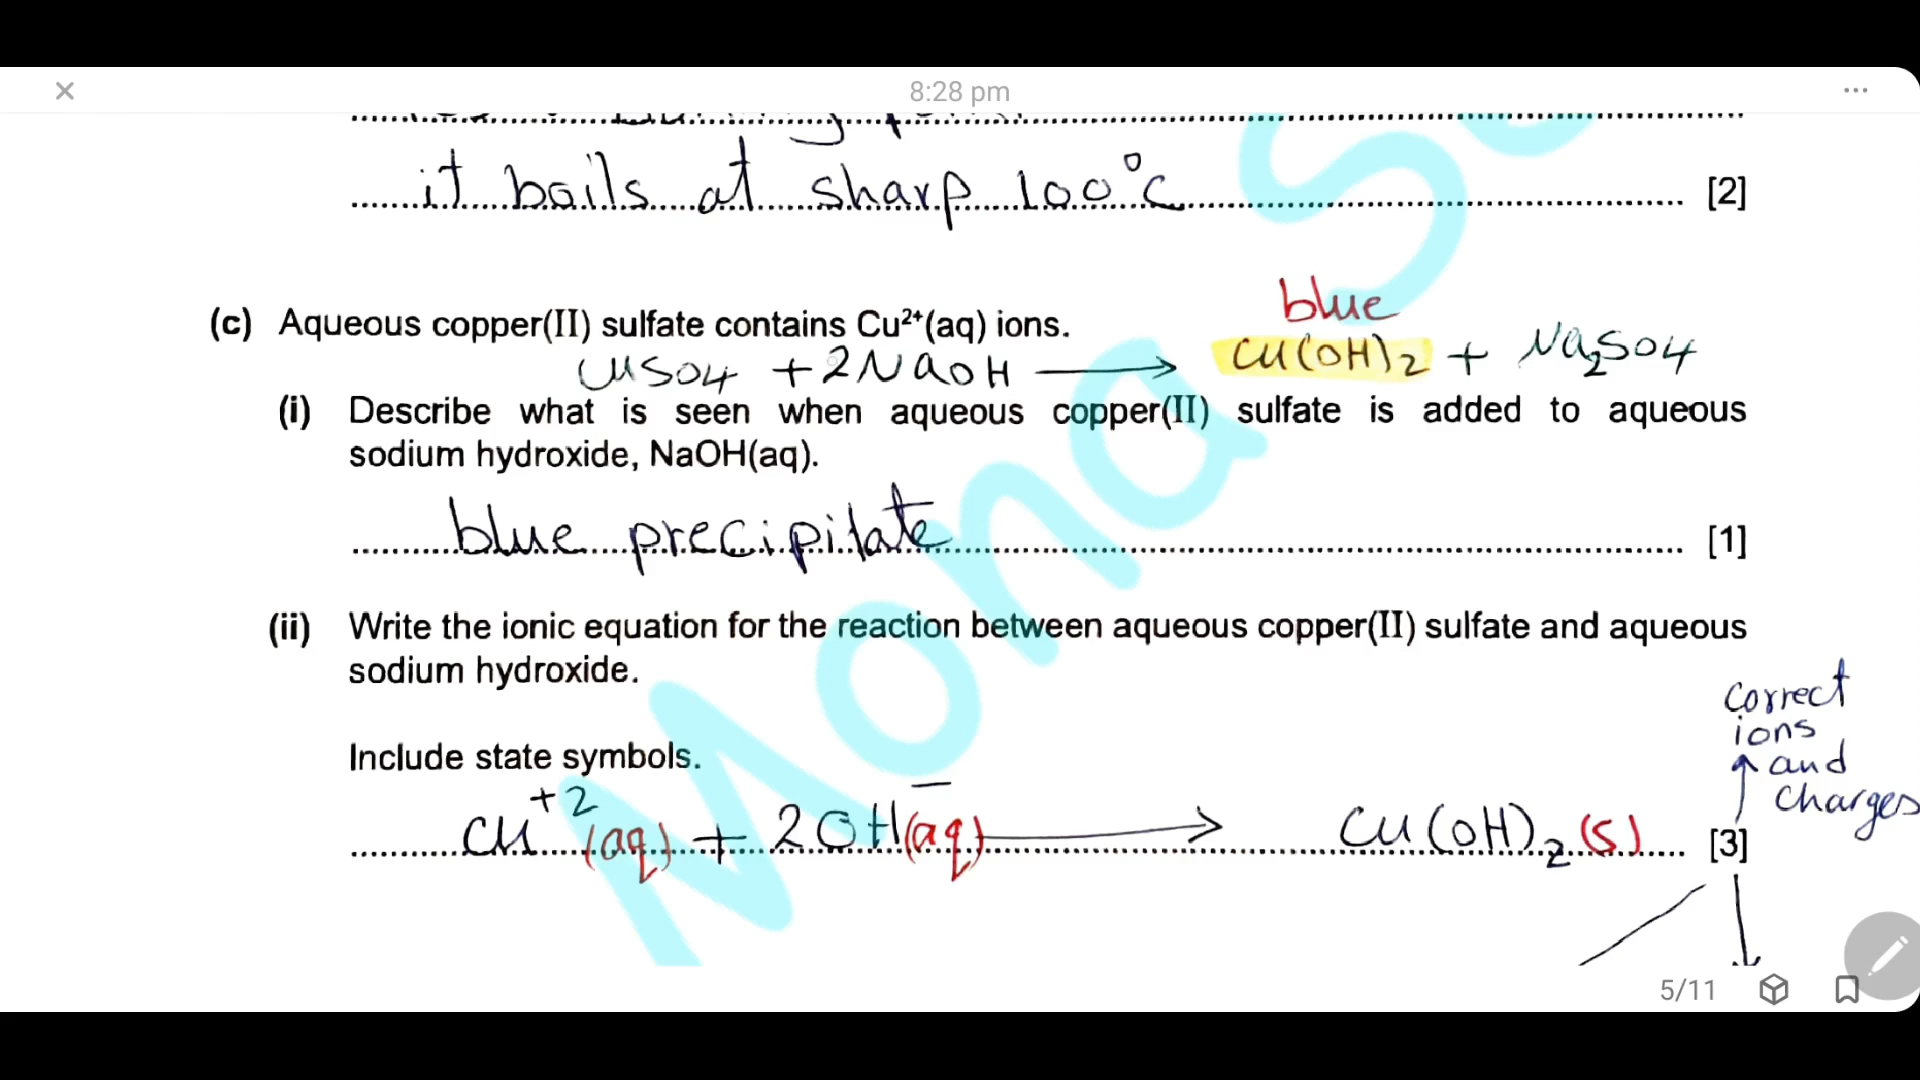 8:28 pm
it boils at sharp 100°C [2]
blue
(c) Aqueous copper(II) sulfate contains Cu²⁺(aq) ions.
CuSO4 + 2NaOH ⟶ Cu(OH)2 + Na2SO4
(i) Describe what is seen when aqueous copper(II) sulfate is added to aqueous
sodium hydroxide, NaOH(aq).
blue precipitate [1]
(ii) Write the ionic equation for the reaction between aqueous copper(II) sulfate and aqueous
sodium hydroxide.
Include state symbols.
Cu⁺²(aq) + 2OH⁻(aq) ⟶ Cu(OH)2 (s) [3]
correct
ions
and
charges
Mona
5/11